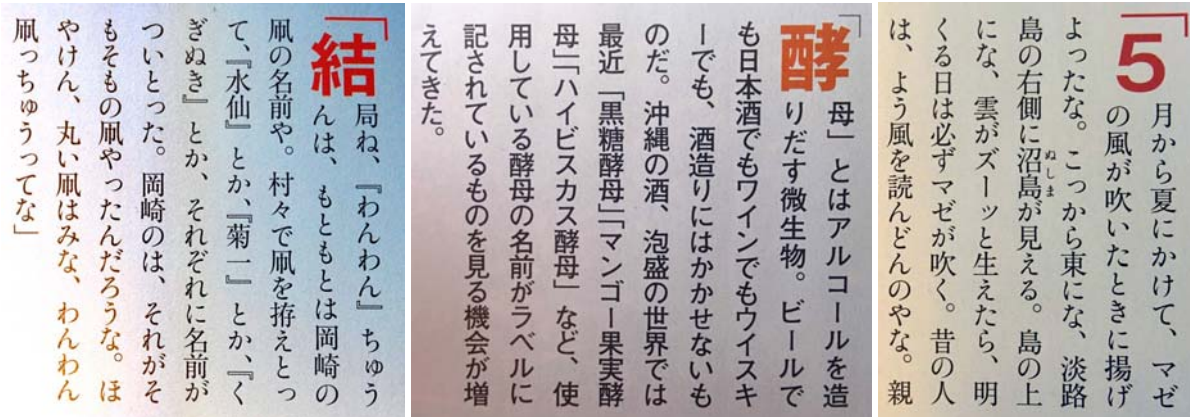 「結局ね、『わんわん』ちゅう
んは、もともとは岡崎の
凧の名前や。村々で凧を拵えとっ
て、『水仙』とか、『菊一』とか、『く
ぎぬき』とか、それぞれに名前が
ついとった。岡崎のは、それがそ
もそもの凧やったんだろうな。ほ
やけん、丸い凧はみな、わんわん
凧っちゅうってな」
「酵母」とはアルコールを造
りだす微生物。ビールで
も日本酒でもワインでもウイスキ
ーでも、酒造りにはかかせないも
のだ。沖縄の酒、泡盛の世界では
最近「黒糖酵母」「マンゴー果実酵
母」「ハイビスカス酵母」など、使
用している酵母の名前がラベルに
記されているものを見る機会が増
えてきた。
「5月から夏にかけて、マゼ
の風が吹いたときに揚げ
よったな。こっから東にな、淡路
島の右側に沼島が見える。島の上
ぬしま
にな、雲がズーッと生えたら、明
くる日は必ずマゼが吹く。昔の人
は、よう風を読んどんのやな。親